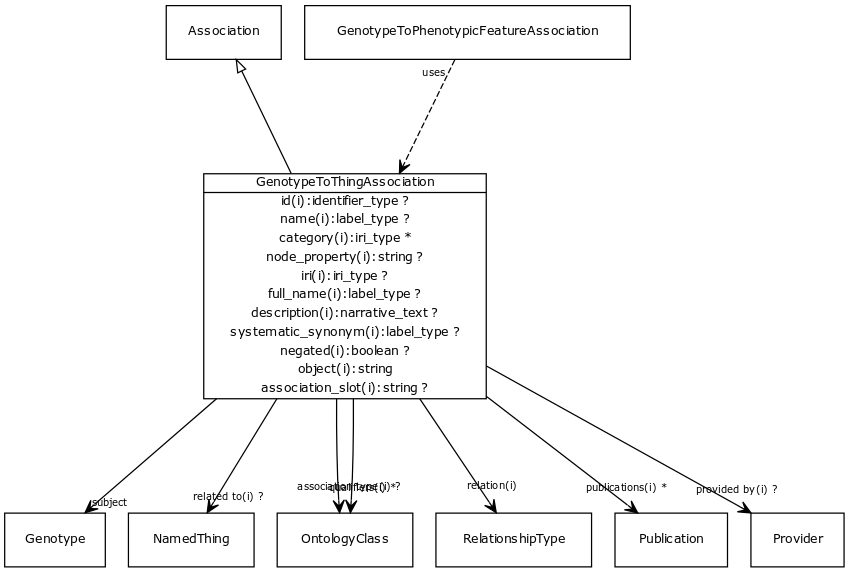 Association
GenotypeToPhenotypicFeatureAssociation
uses
GenotypeToThingAssociation
id(i):identifier_type ?
name(i):label_type ?
category(i):iri_type *
node_property(i):string ?
iri(i):iri_type ?
full_name(i):label_type ?
description(i):narrative_text ?
systematic_synonym(i):label_type ?
negated(i):boolean ?
object(i):string
association_slot(i):string ?
subject
related to(i) ?
association type(i) ?
qualifiers(i) *
relation(i)
publications(i) *
provided by(i) ?
Genotype
NamedThing
OntologyClass
RelationshipType
Publication
Provider